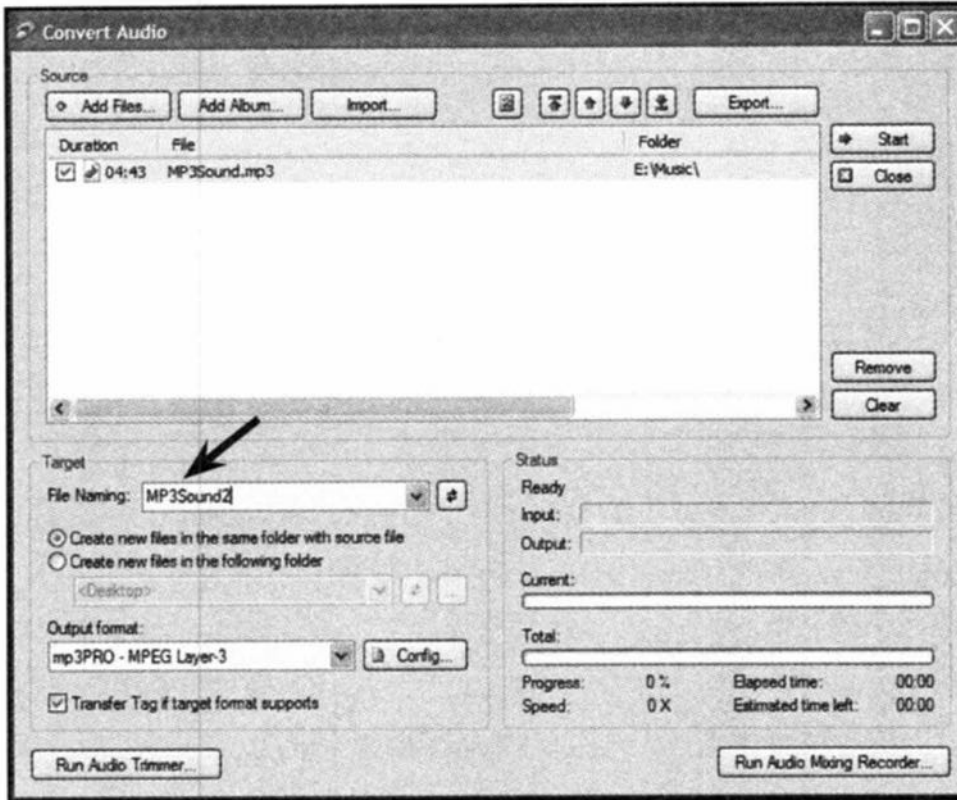 Convert Audio
Source
Add Files... Add Album... Import... Export...
Duration File Folder
04:43 MP3Sound.mp3 E:\Music\
Start
Close
Remove
Clear
Target
File Naming: MP3Sound2
Create new files in the same folder with source file
Create new files in the following folder
<Desktop> ...
Output format:
mp3PRO - MPEG Layer-3 Config...
Transfer Tag if target format supports
Status
Ready
Input:
Output:
Current:
Total:
Progress: 0 % Elapsed time: 00:00
Speed: 0 X Estimated time left: 00:00
Run Audio Trimmer... Run Audio Mixing Recorder...